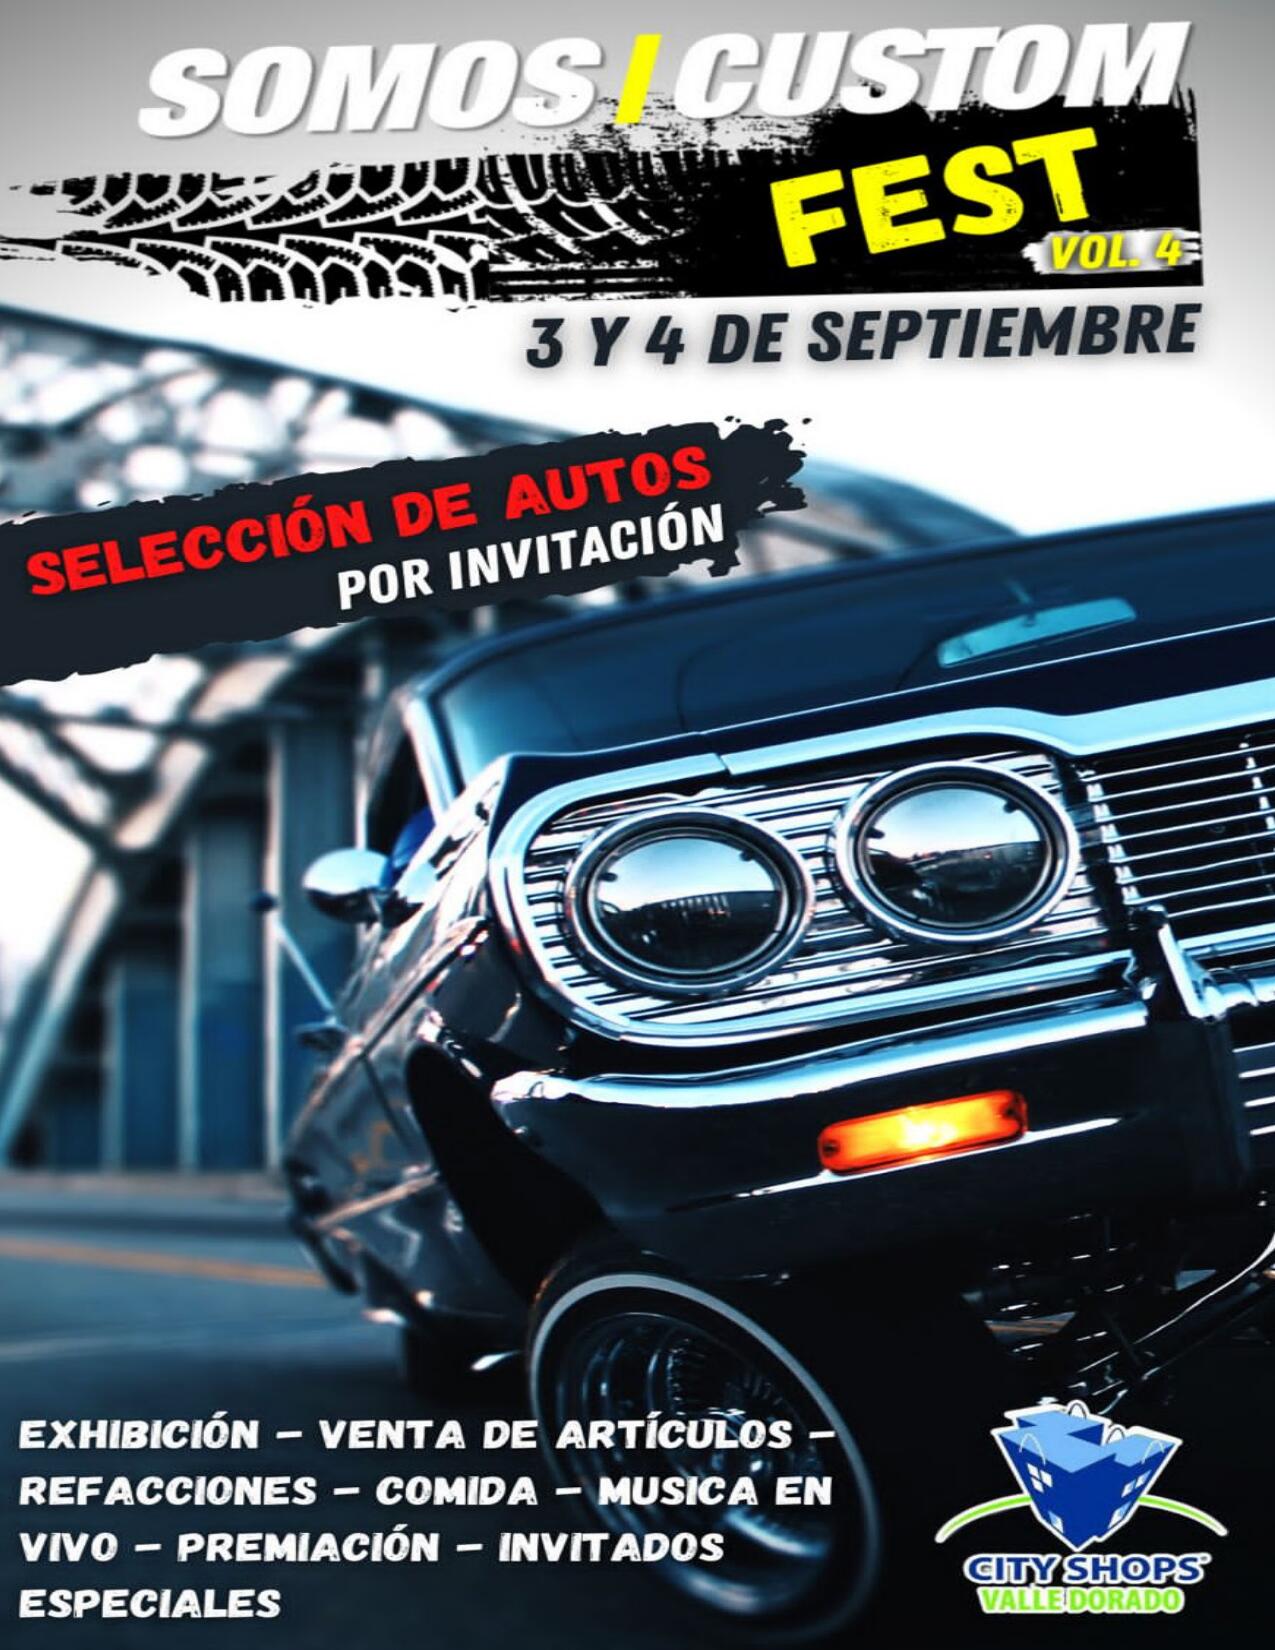 SOMOS/CUSTOM
FEST
VOL. 4
3 Y 4 DE SEPTIEMBRE
SELECCIÓN DE AUTOS
POR INVITACIÓN
EXHIBICIÓN – VENTA DE ARTÍCULOS –
REFACCIONES – COMIDA – MUSICA EN
VIVO – PREMIACIÓN – INVITADOS
ESPECIALES
CITY SHOPS
VALLE DORADO